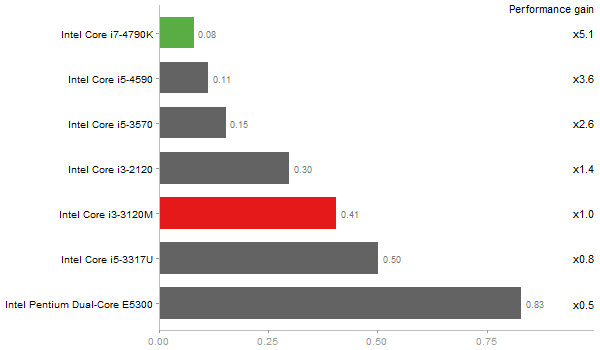 Performance gain
Intel Core i7-4790K 0.08 x5.1
Intel Core i5-4590 0.11 x3.6
Intel Core i5-3570 0.15 x2.6
Intel Core i3-2120 0.30 x1.4
Intel Core i3-3120M 0.41 x1.0
Intel Core i5-3317U 0.50 x0.8
Intel Pentium Dual-Core E5300 0.83 x0.5
0.00 0.25 0.50 0.75